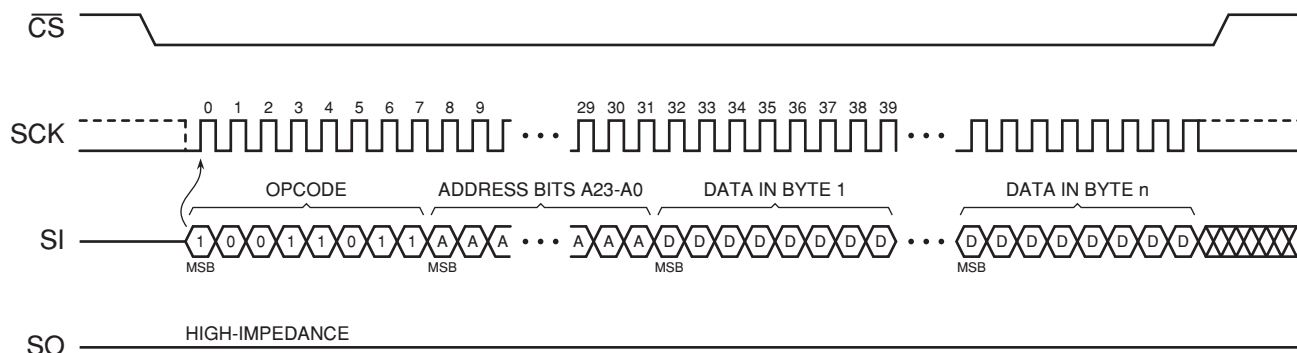 CS
0 1 2 3 4 5 6 7 8 9 29 30 31 32 33 34 35 36 37 38 39
SCK
OPCODE ADDRESS BITS A23-A0 DATA IN BYTE 1 DATA IN BYTE n
SI 1 0 0 1 1 0 1 1 A A A A A A D D D D D D D D D D D D D D D D
MSB MSB MSB MSB
HIGH-IMPEDANCE
SO